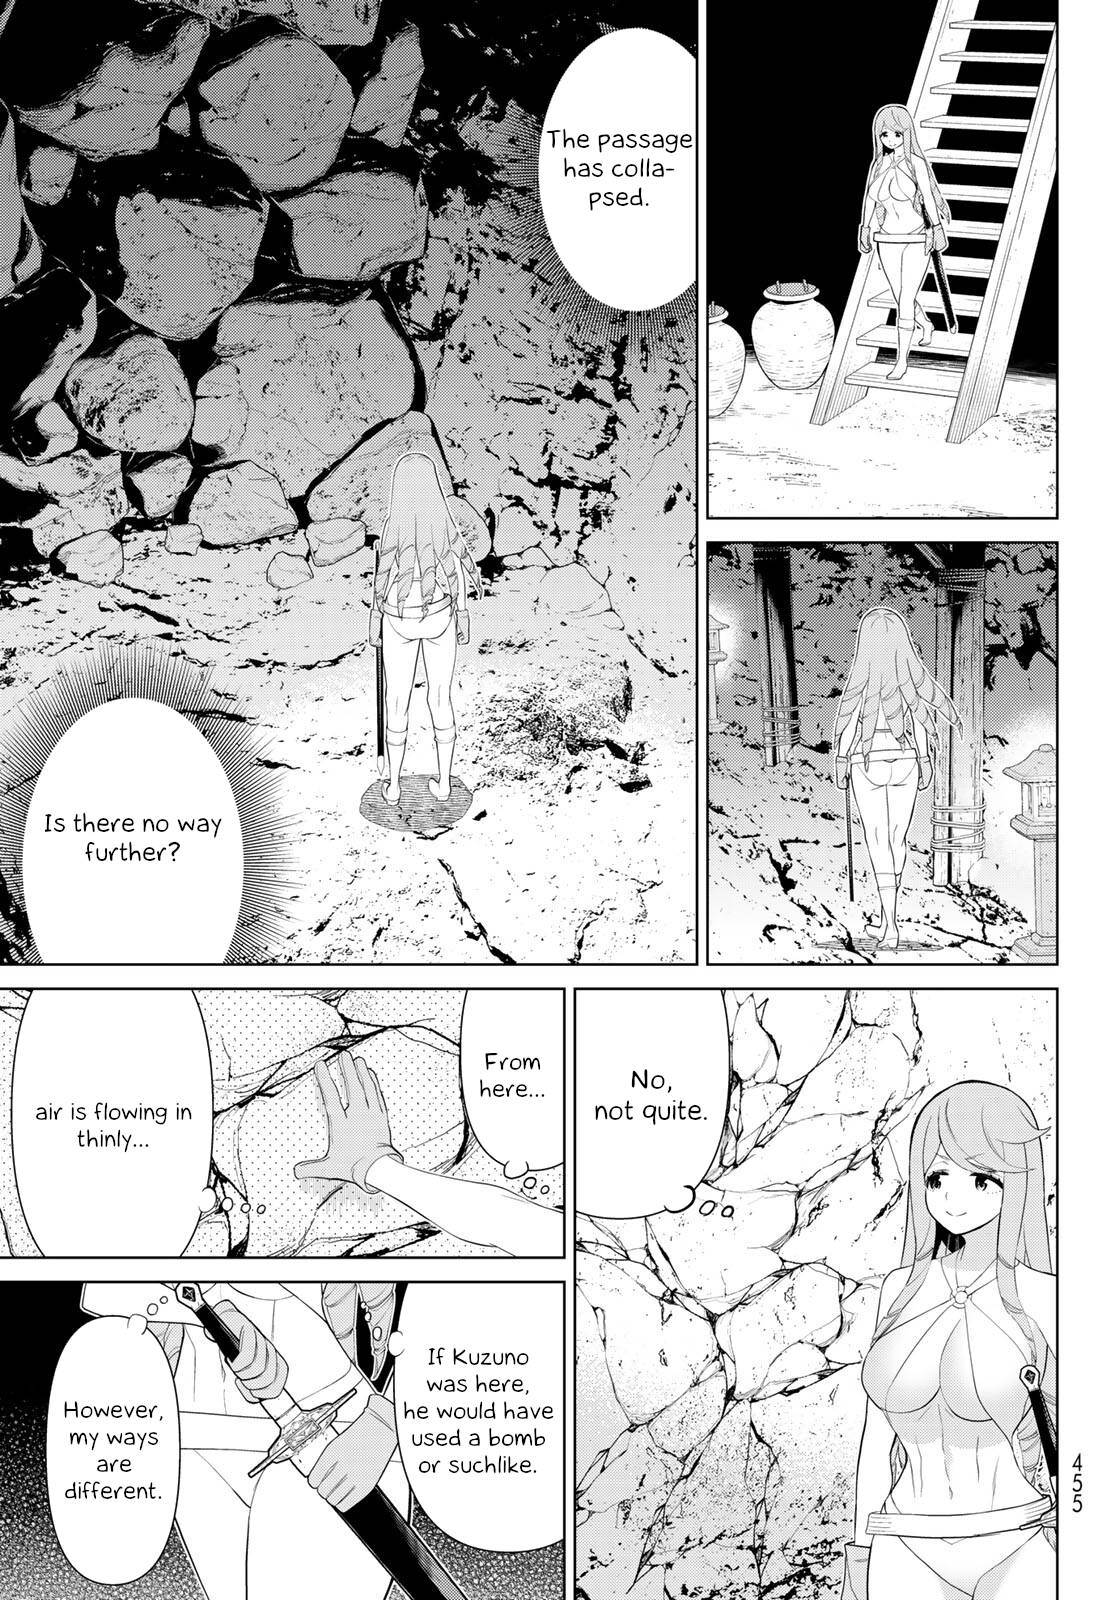 The passage
has colla-
psed.
Is there no way
further?
No,
not quite.
From
here...
air is flowing in
thinly...
If Kuzuno
was here,
he would have
used a bomb
or suchlike.
However,
my ways
are
different.
455